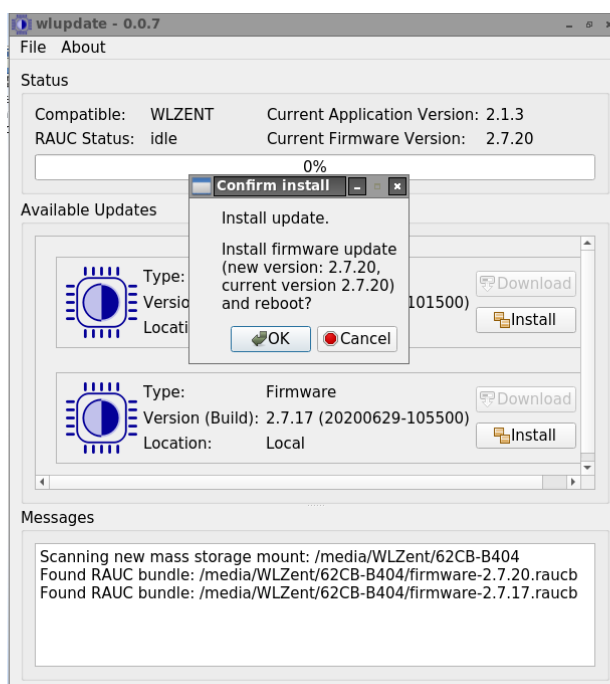 wlupdate - 0.0.7
File About
Status
Compatible: WLZENT Current Application Version: 2.1.3
RAUC Status: idle Current Firmware Version: 2.7.20
0%
Confirm install
Install update.
Install firmware update
(new version: 2.7.20,
current version 2.7.20)
and reboot?
OK Cancel
Available Updates
Type:
Download
101500)
Install
Type: Firmware
Download
Version (Build): 2.7.17 (20200629-105500)
Install
Location: Local
Messages
Scanning new mass storage mount: /media/WLZent/62CB-B404
Found RAUC bundle: /media/WLZent/62CB-B404/firmware-2.7.20.raucb
Found RAUC bundle: /media/WLZent/62CB-B404/firmware-2.7.17.raucb